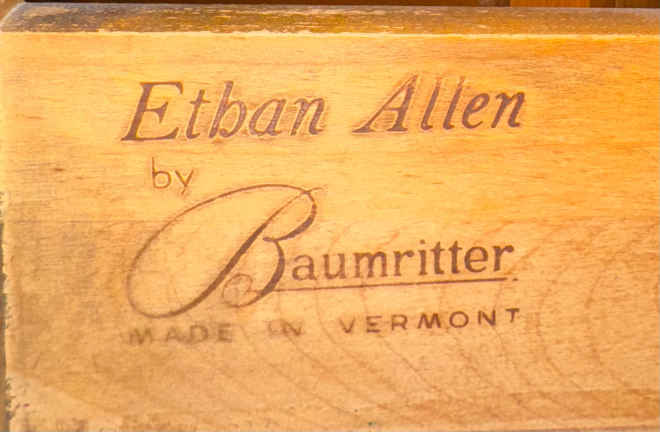 Ethan Allen
by
Baumritter
MADE IN VERMONT